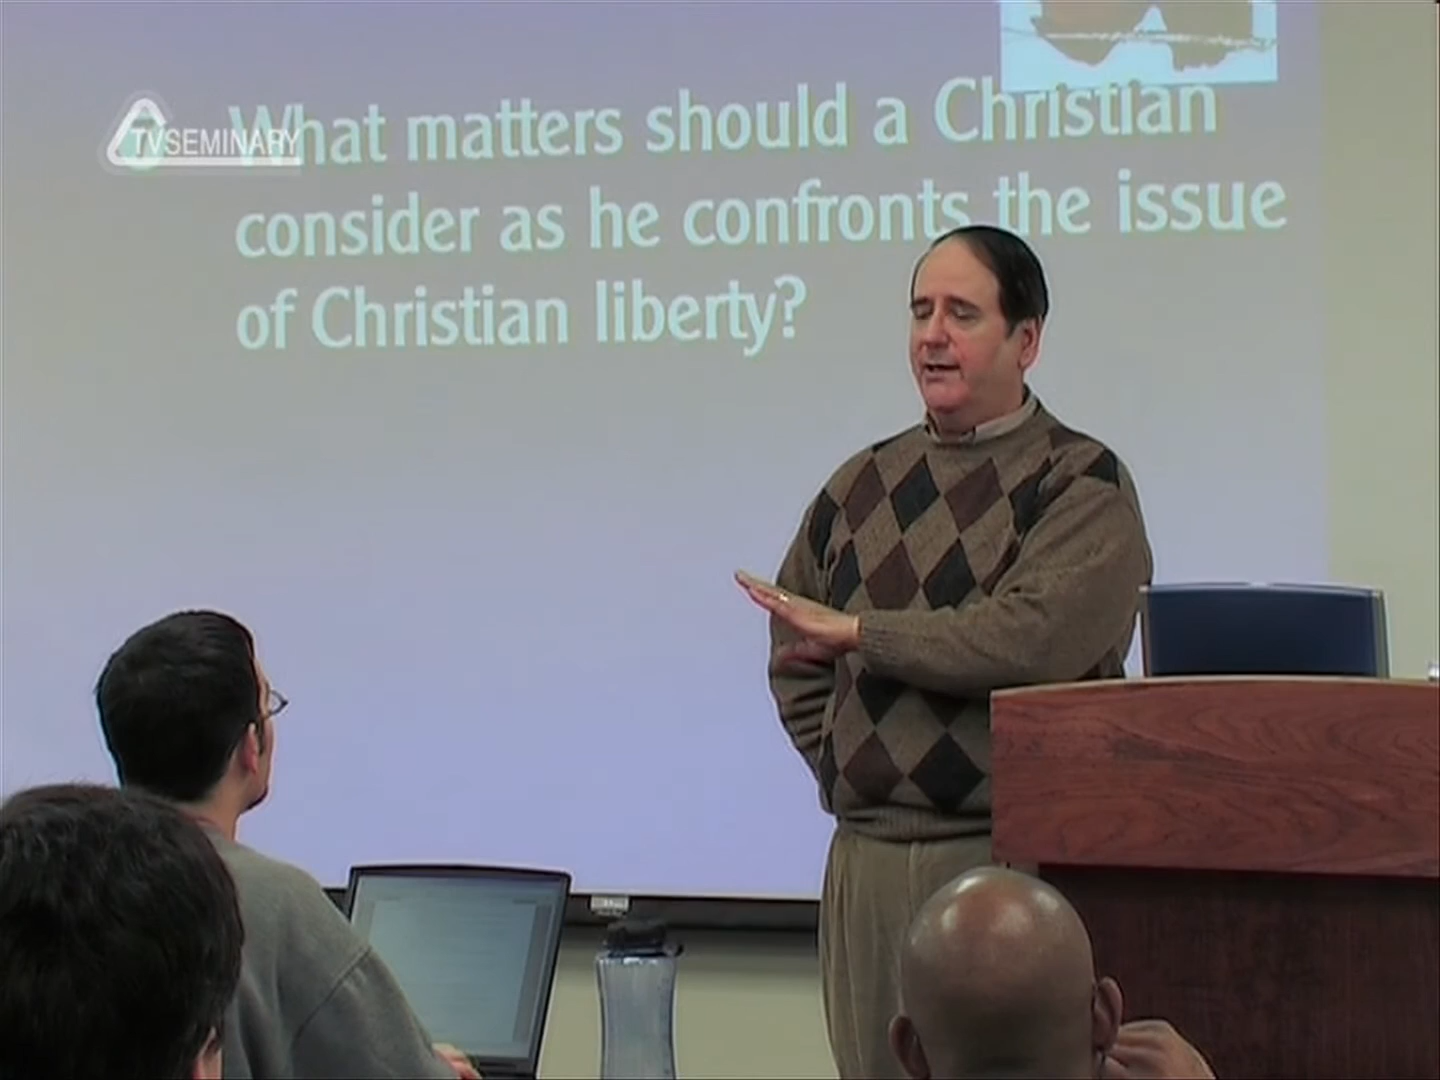 TVSEMINARY
What matters should a Christian
consider as he confronts the issue
of Christian liberty?